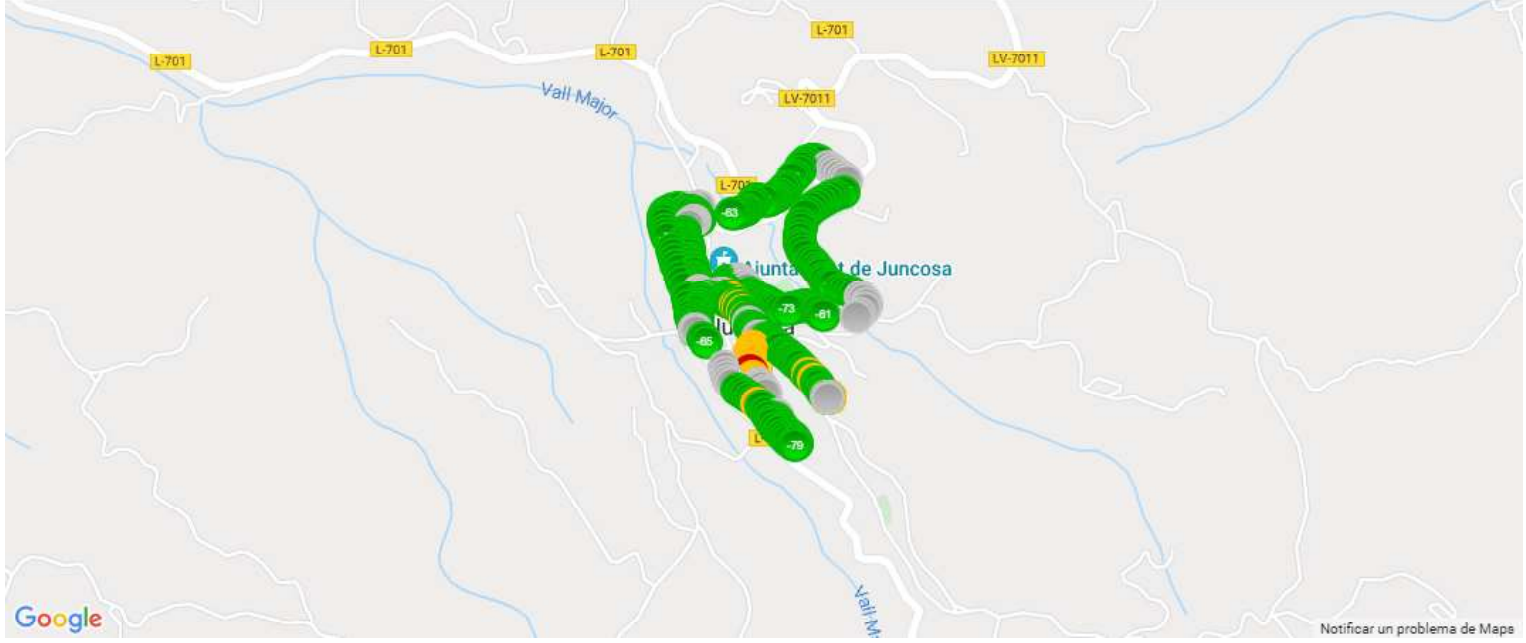 L-701
L-701
L-701
L-701
LV-7011
LV-7011
Vall Major
L-701
-63
Ajuntament de Juncosa
-73
-61
-65
-79
Google
Notificar un problema de Maps